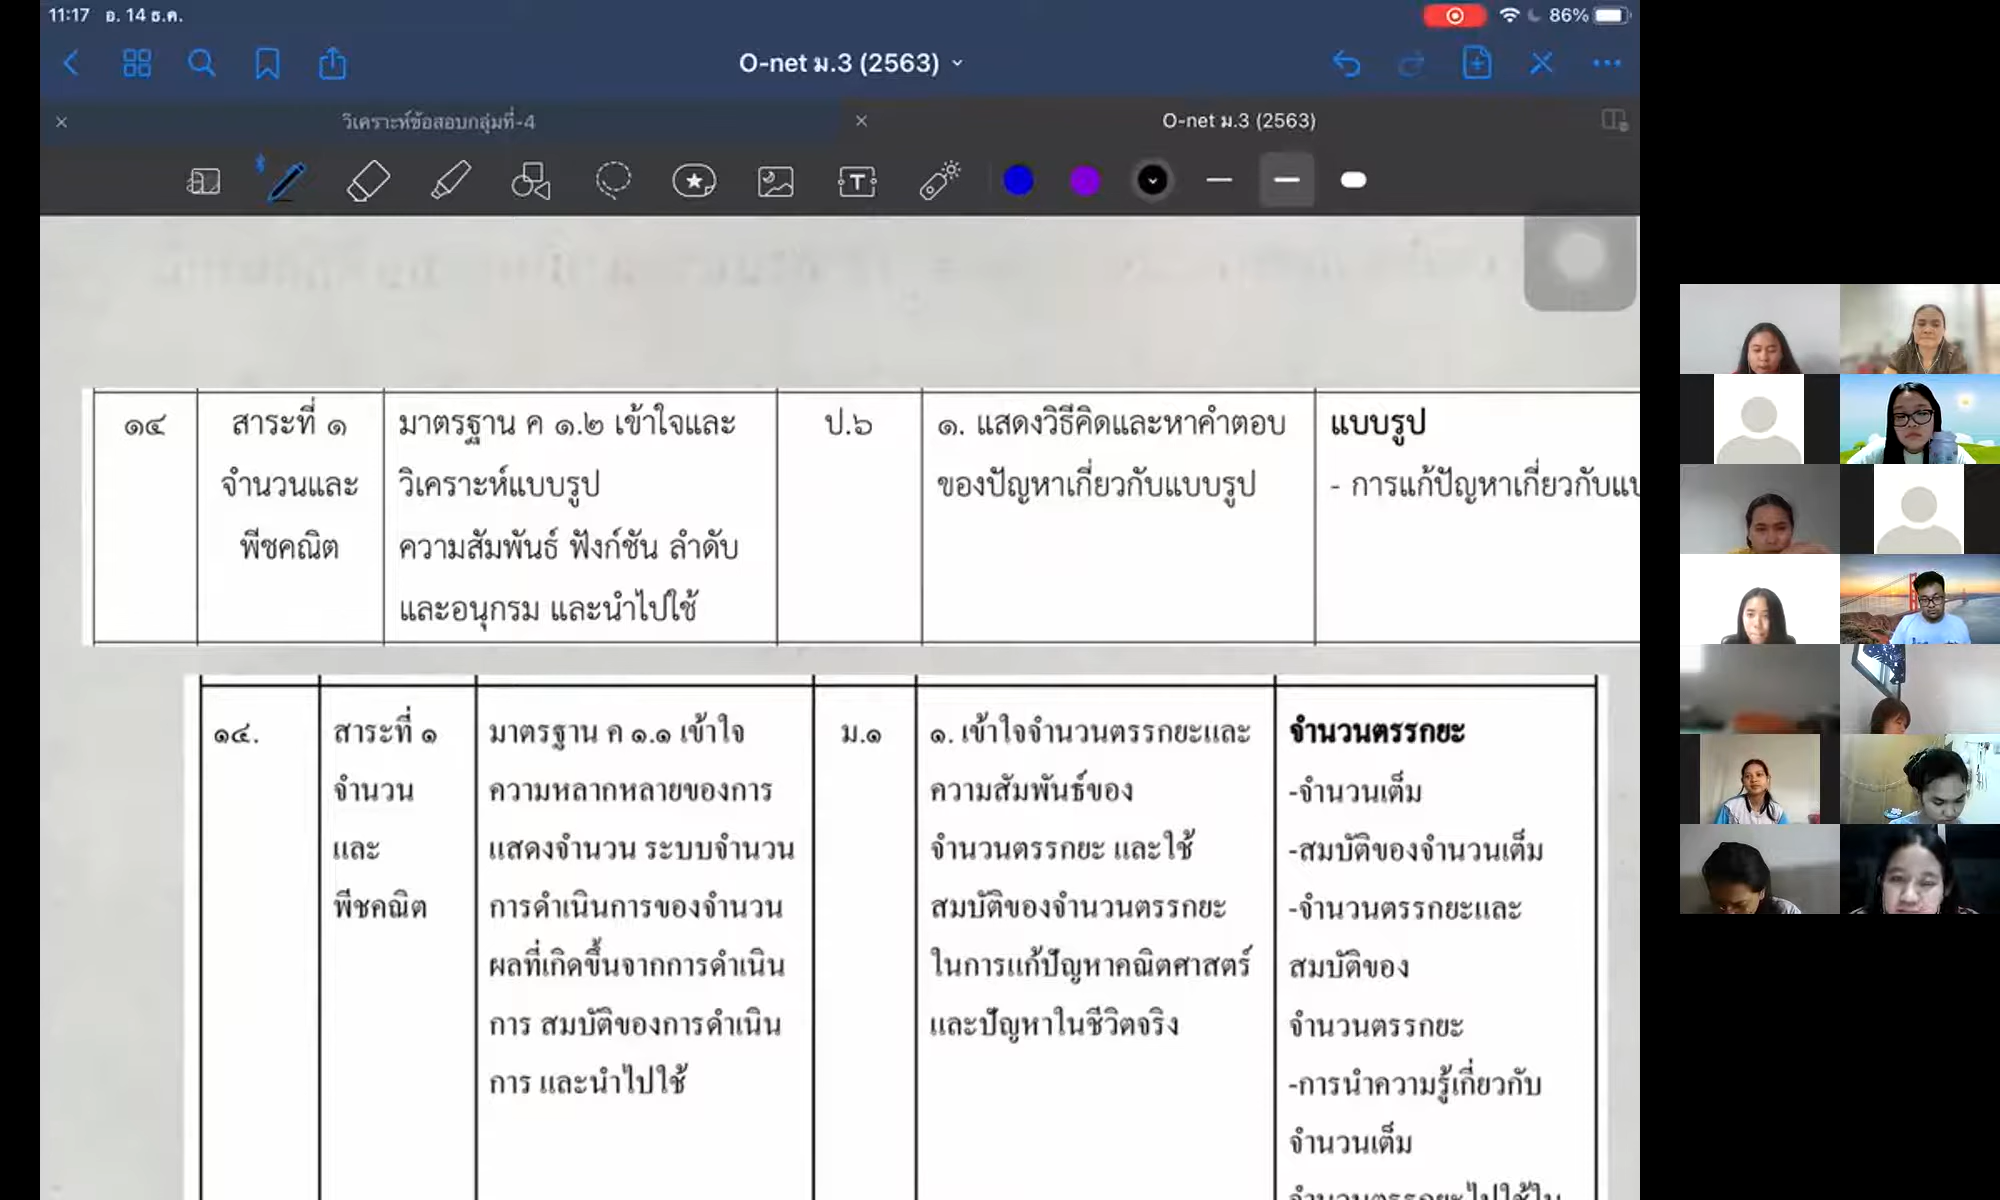 11:17 อ. 14 ธ.ค.
86%
O-net ม.3 (2563)
วิเคราะห์ข้อสอบกลุ่มที่-4
O-net ม.3 (2563)
T
๑๔
สาระที่ ๑
จำนวนและ
พีชคณิต
มาตรฐาน ค ๑.๒ เข้าใจและ
วิเคราะห์แบบรูป
ความสัมพันธ์ ฟังก์ชัน ลำดับ
และอนุกรม และนำไปใช้
ป.๖
๑. แสดงวิธีคิดและหาคำตอบ
ของปัญหาเกี่ยวกับแบบรูป
แบบรูป
- การแก้ปัญหาเกี่ยวกับแบ
๑๔.
สาระที่ ๑
จำนวน
และ
พีชคณิต
มาตรฐาน ค ๑.๑ เข้าใจ
ความหลากหลายของการ
แสดงจำนวน ระบบจำนวน
การดำเนินการของจำนวน
ผลที่เกิดขึ้นจากการดำเนิน
การ สมบัติของการดำเนิน
การ และนำไปใช้
ม.๑
๑. เข้าใจจำนวนตรรกยะและ
ความสัมพันธ์ของ
จำนวนตรรกยะ และใช้
สมบัติของจำนวนตรรกยะ
ในการแก้ปัญหาคณิตศาสตร์
และปัญหาในชีวิตจริง
จำนวนตรรกยะ
-จำนวนเต็ม
-สมบัติของจำนวนเต็ม
-จำนวนตรรกยะและ
สมบัติของ
จำนวนตรรกยะ
-การนำความรู้เกี่ยวกับ
จำนวนเต็ม
จำนวนตรรกยะไปใช้ใน